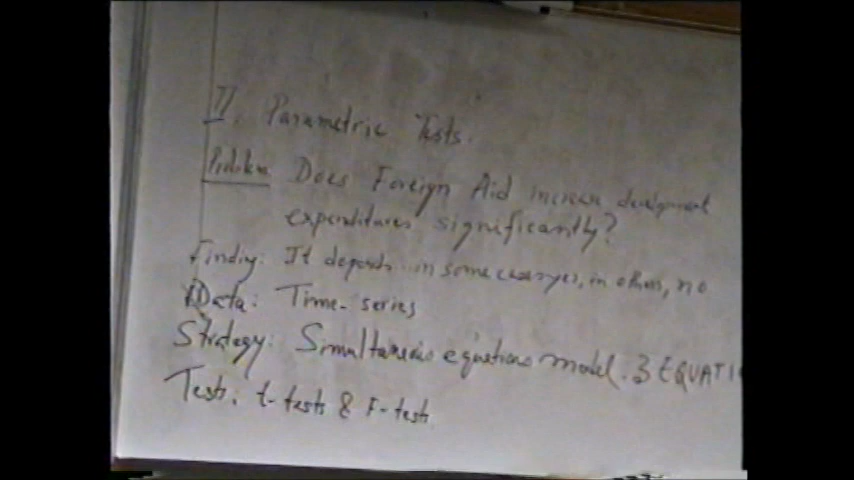 II. Parametric Tests.
Problem Does Foreign Aid increase development
expenditures significantly?
Finding: It depends in some cases yes, in others, no
Data: Time-series
Strategy: Simultaneous equations model. 3 EQUATI
Tests: t-tests & F-test